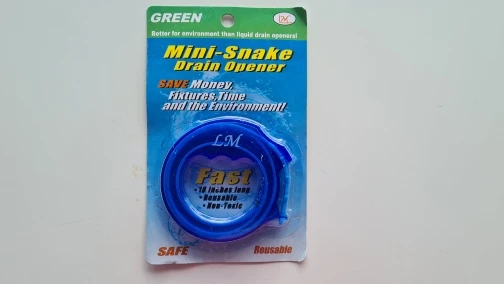 GREEN
LM
Better for environment then liquid drain openers!
Mini-Snake
Drain Opener
SAVE Money,
Fixtures, Time
and the Environment!
LM
Fast
• 18 inches long
• Reusable
• Non-Toxic
SAFE
Reusable